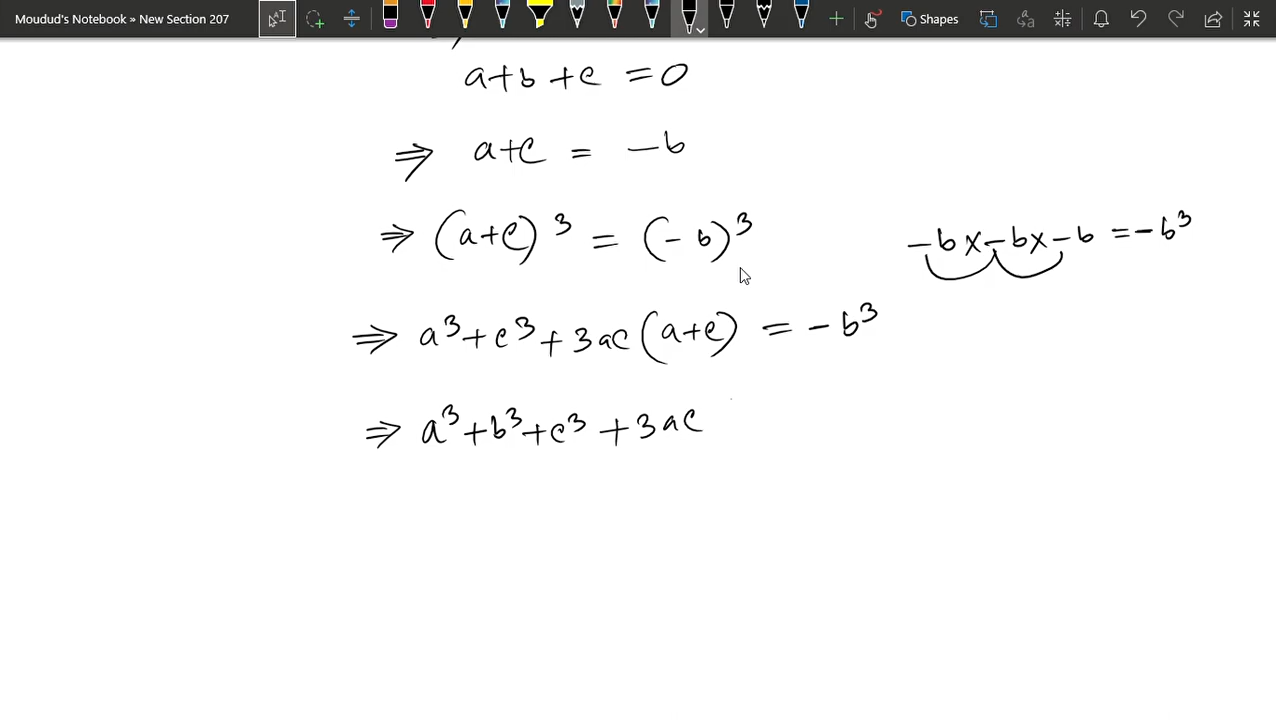 Moudud's Notebook » New Section 207
Shapes
a+b+c = 0
⇒ a+c = -b
⇒ (a+c)³ = (-b)³
-b×-b×-b = -b³
⇒ a³+c³+3ac(a+c) = -b³
⇒ a³+b³+c³+3ac